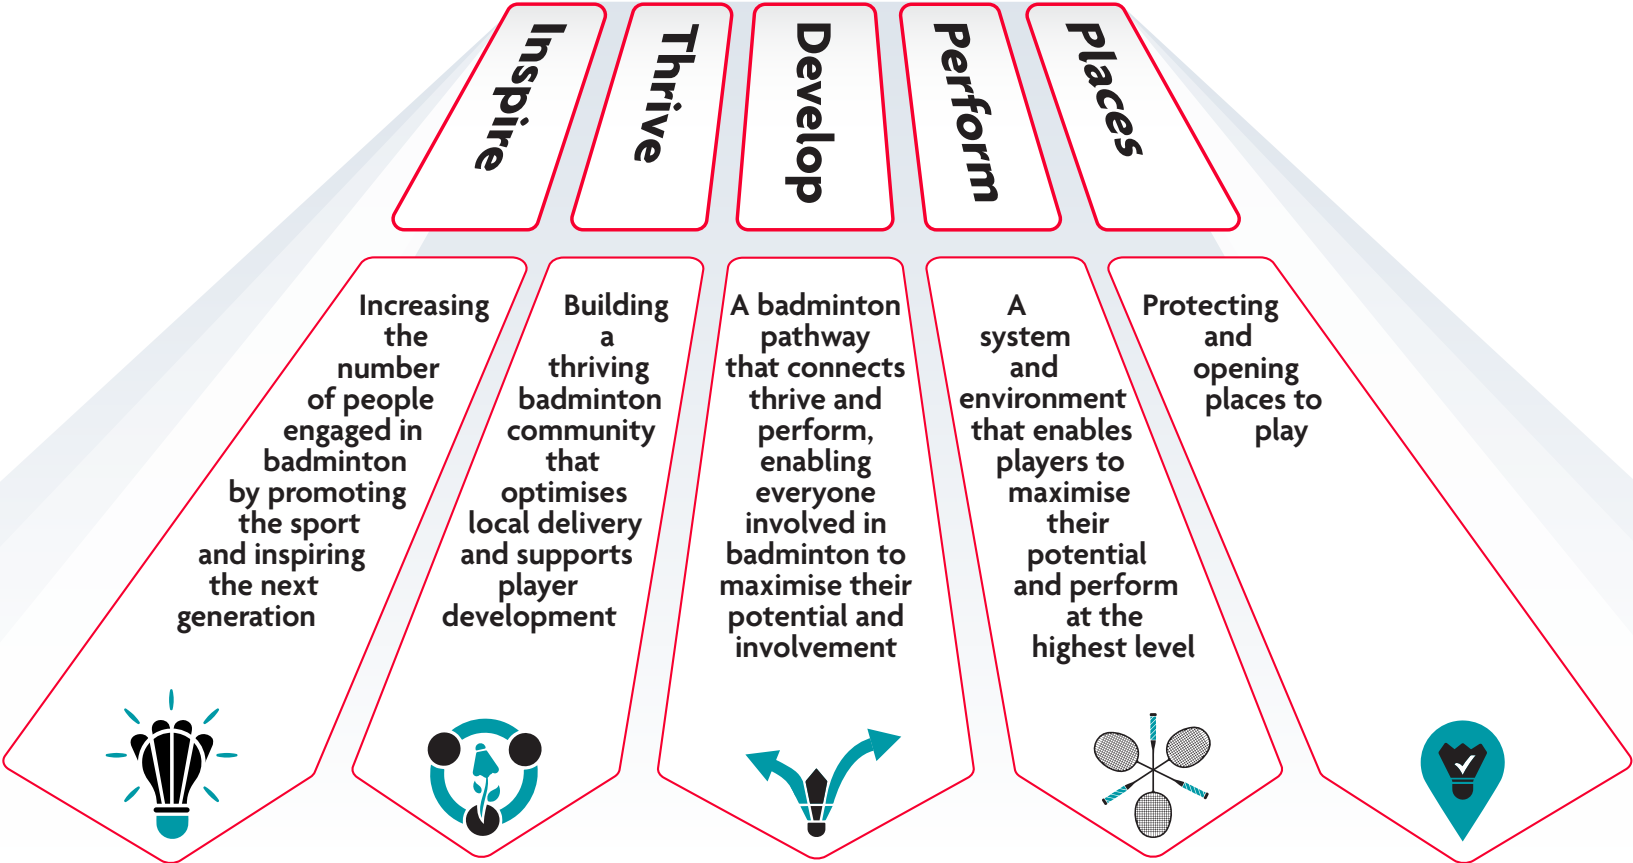 Inspire
Thrive
Develop
Perform
Places
Increasing
the
number
of people
engaged in
badminton
by promoting
the sport
and inspiring
the next
generation
Building
a
thriving
badminton
community
that
optimises
local delivery
and supports
player
development
A badminton
pathway
that connects
thrive and
perform,
enabling
everyone
involved in
badminton to
maximise their
potential and
involvement
A
system
and
environment
that enables
players to
maximise
their
potential
and perform
at the
highest level
Protecting
and
opening
places to
play